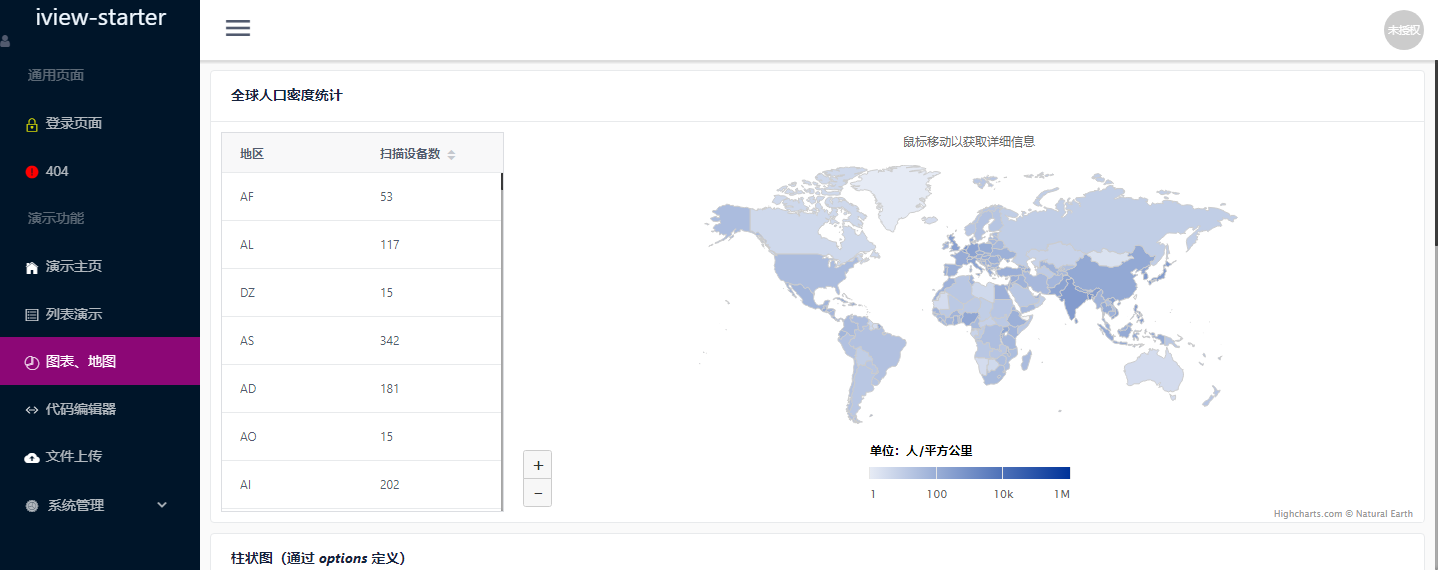 iview-starter
未授权
通用页面
登录页面
404
演示功能
演示主页
列表演示
图表、地图
代码编辑器
文件上传
系统管理
全球人口密度统计
地区 扫描设备数
AF 53
AL 117
DZ 15
AS 342
AD 181
AO 15
AI 202
鼠标移动以获取详细信息
+
−
单位：人/平方公里
1 100 10k 1M
Highcharts.com © Natural Earth
柱状图（通过 options 定义）